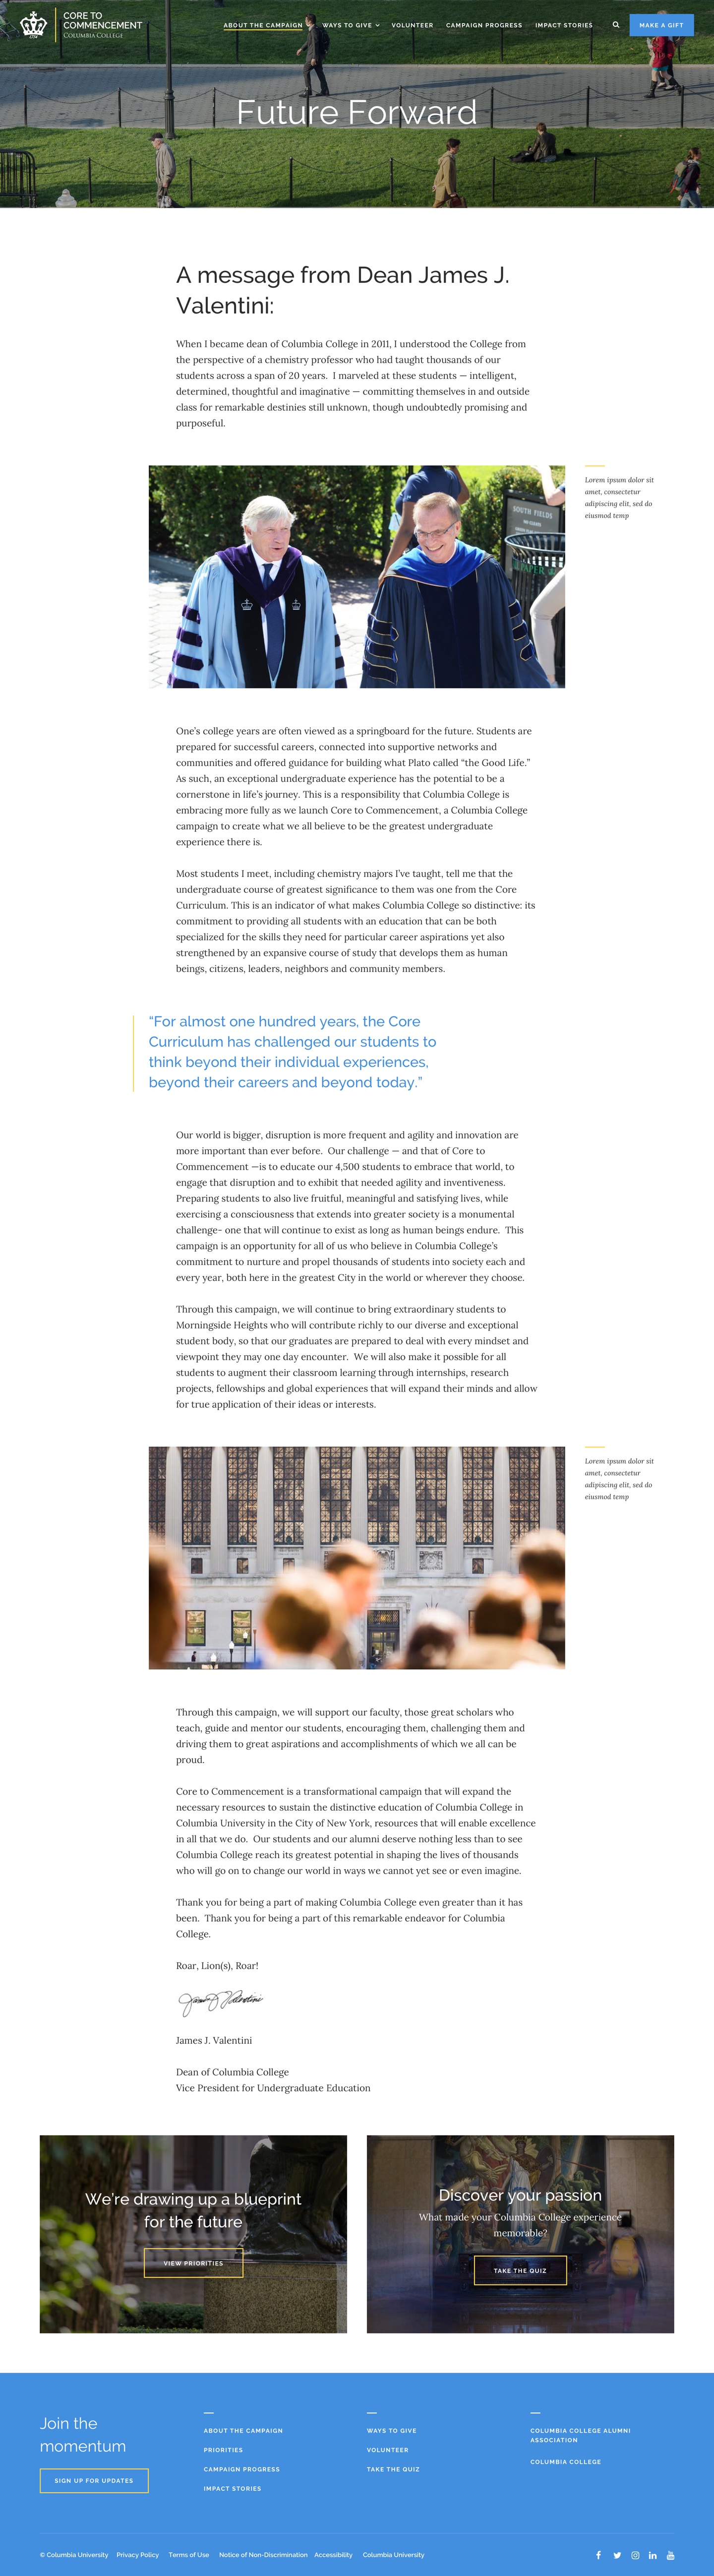 CORE TO
COMMENCEMENT
COLUMBIA COLLEGE
ABOUT THE CAMPAIGN
WAYS TO GIVE
VOLUNTEER
CAMPAIGN PROGRESS
IMPACT STORIES
MAKE A GIFT
Future Forward
A message from Dean James J.
Valentini:
When I became dean of Columbia College in 2011, I understood the College from
the perspective of a chemistry professor who had taught thousands of our
students across a span of 20 years.  I marveled at these students — intelligent,
determined, thoughtful and imaginative — committing themselves in and outside
class for remarkable destinies still unknown, though undoubtedly promising and
purposeful.
SOUTH FIELDS
PAPER
Lorem ipsum dolor sit
amet, consectetur
adipiscing elit, sed do
eiusmod temp
One’s college years are often viewed as a springboard for the future. Students are
prepared for successful careers, connected into supportive networks and
communities and offered guidance for building what Plato called “the Good Life.”
As such, an exceptional undergraduate experience has the potential to be a
cornerstone in life’s journey. This is a responsibility that Columbia College is
embracing more fully as we launch Core to Commencement, a Columbia College
campaign to create what we all believe to be the greatest undergraduate
experience there is.
Most students I meet, including chemistry majors I’ve taught, tell me that the
undergraduate course of greatest significance to them was one from the Core
Curriculum. This is an indicator of what makes Columbia College so distinctive: its
commitment to providing all students with an education that can be both
specialized for the skills they need for particular career aspirations yet also
strengthened by an expansive course of study that develops them as human
beings, citizens, leaders, neighbors and community members.
“For almost one hundred years, the Core
Curriculum has challenged our students to
think beyond their individual experiences,
beyond their careers and beyond today.”
Our world is bigger, disruption is more frequent and agility and innovation are
more important than ever before.  Our challenge — and that of Core to
Commencement —is to educate our 4,500 students to embrace that world, to
engage that disruption and to exhibit that needed agility and inventiveness.
Preparing students to also live fruitful, meaningful and satisfying lives, while
exercising a consciousness that extends into greater society is a monumental
challenge- one that will continue to exist as long as human beings endure.  This
campaign is an opportunity for all of us who believe in Columbia College’s
commitment to nurture and propel thousands of students into society each and
every year, both here in the greatest City in the world or wherever they choose.
Through this campaign, we will continue to bring extraordinary students to
Morningside Heights who will contribute richly to our diverse and exceptional
student body, so that our graduates are prepared to deal with every mindset and
viewpoint they may one day encounter.  We will also make it possible for all
students to augment their classroom learning through internships, research
projects, fellowships and global experiences that will expand their minds and allow
for true application of their ideas or interests.
Lorem ipsum dolor sit
amet, consectetur
adipiscing elit, sed do
eiusmod temp
Through this campaign, we will support our faculty, those great scholars who
teach, guide and mentor our students, encouraging them, challenging them and
driving them to great aspirations and accomplishments of which we all can be
proud.
Core to Commencement is a transformational campaign that will expand the
necessary resources to sustain the distinctive education of Columbia College in
Columbia University in the City of New York, resources that will enable excellence
in all that we do.  Our students and our alumni deserve nothing less than to see
Columbia College reach its greatest potential in shaping the lives of thousands
who will go on to change our world in ways we cannot yet see or even imagine.
Thank you for being a part of making Columbia College even greater than it has
been.  Thank you for being a part of this remarkable endeavor for Columbia
College.
Roar, Lion(s), Roar!
James J. Valentini
James J. Valentini
Dean of Columbia College
Vice President for Undergraduate Education
We’re drawing up a blueprint
for the future
VIEW PRIORITIES
Discover your passion
What made your Columbia College experience
memorable?
TAKE THE QUIZ
Join the
momentum
SIGN UP FOR UPDATES
ABOUT THE CAMPAIGN
PRIORITIES
CAMPAIGN PROGRESS
IMPACT STORIES
WAYS TO GIVE
VOLUNTEER
TAKE THE QUIZ
COLUMBIA COLLEGE ALUMNI
ASSOCIATION
COLUMBIA COLLEGE
© Columbia University
Privacy Policy
Terms of Use
Notice of Non-Discrimination
Accessibility
Columbia University